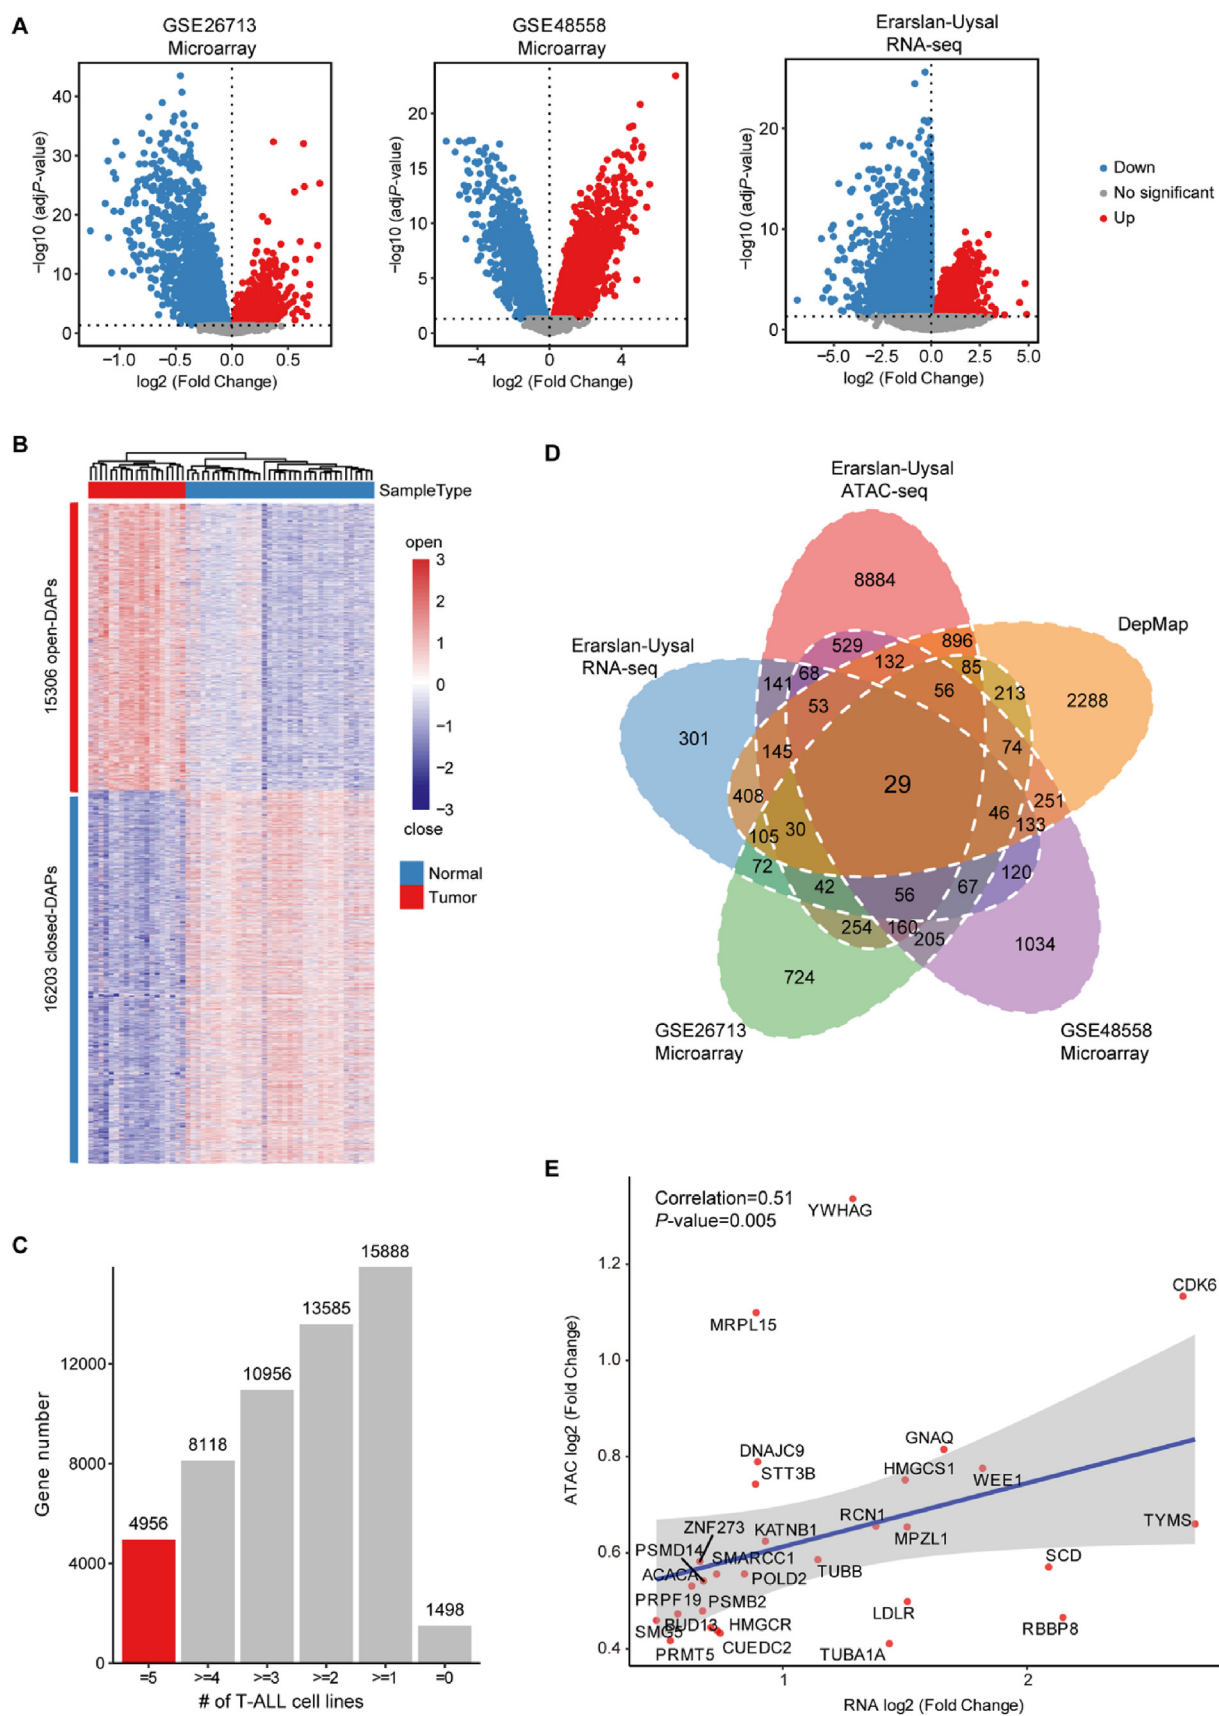 A
GSE26713
Microarray
−log10 (adjP-value)
40
30
20
10
0
−1.0
−0.5
0.0
0.5
log2 (Fold Change)
GSE48558
Microarray
−log10 (adjP-value)
20
15
10
5
0
−4
0
4
log2 (Fold Change)
Erarslan-Uysal
RNA-seq
−log10 (adjP-value)
20
10
0
−5.0
−2.5
0.0
2.5
5.0
log2 (Fold Change)
Down
No significant
Up
B
SampleType
15306 open-DAPs
16203 closed-DAPs
open
3
2
1
0
−1
−2
−3
close
Normal
Tumor
D
Erarslan-Uysal
ATAC-seq
DepMap
Erarslan-Uysal
RNA-seq
GSE26713
Microarray
GSE48558
Microarray
8884
529
896
132
85
141
68
53
56
213
2288
301
145
74
29
408
251
46
133
105
30
72
42
56
67
120
254
160
205
1034
724
C
Gene number
12000
8000
4000
0
4956
8118
10956
13585
15888
1498
=5
>=4
>=3
>=2
>=1
=0
# of T-ALL cell lines
E
Correlation=0.51
P-value=0.005
ATAC log2 (Fold Change)
1.2
1.0
0.8
0.6
0.4
1
2
RNA log2 (Fold Change)
YWHAG
CDK6
MRPL15
GNAQ
DNAJC9
STT3B
HMGCS1
WEE1
RCN1
MPZL1
TYMS
ZNF273
KATNB1
PSMD14
SMARCC1
ACACA
POLD2
TUBB
SCD
PRPF19
PSMB2
LDLR
SMG5
BUD13
HMGCR
RBBP8
PRMT5
CUEDC2
TUBA1A